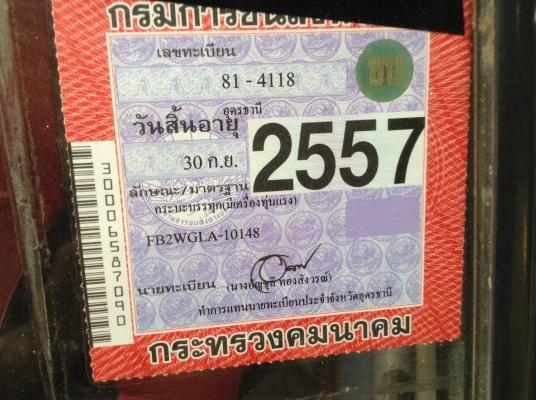 กรมการขนส่งทางบก
เลขทะเบียน
ขบ
81 - 4118
อุดรธานี
วันสิ้นอายุ
30 ก.ย.
2557
ลักษณะ/มาตรฐาน
กระบะบรรทุก(มีเครื่องทุ่นแรง)
FB2WGLA-10148
นายทะเบียน
ทำการแทนนายทะเบียนประจำจังหวัดอุดรธานี
กระทรวงคมนาคม
30006587090